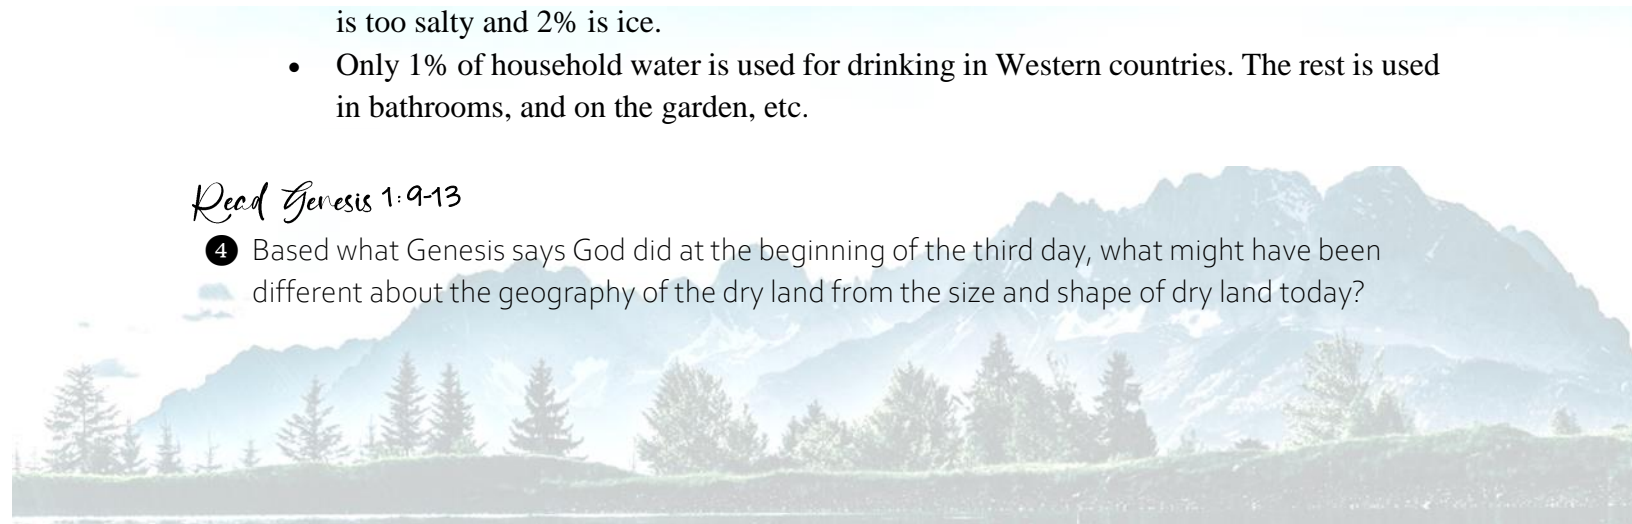 is too salty and 2% is ice.
• Only 1% of household water is used for drinking in Western countries. The rest is used
in bathrooms, and on the garden, etc.
Read Genesis 1:9-13
4 Based what Genesis says God did at the beginning of the third day, what might have been
different about the geography of the dry land from the size and shape of dry land today?